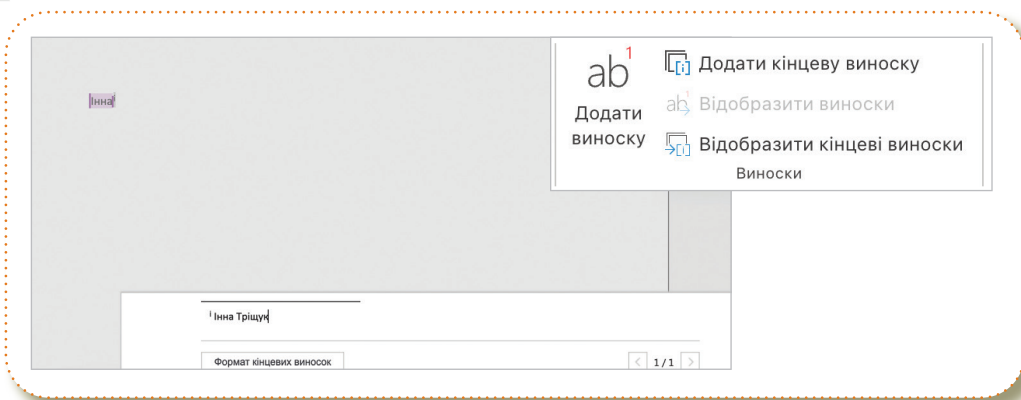 Інна
ab¹
Додати
виноску
Додати кінцеву виноску
ab Відобразити виноски
Відобразити кінцеві виноски
Виноски
i Інна Тріщук
Формат кінцевих виносок
< 1 / 1 >